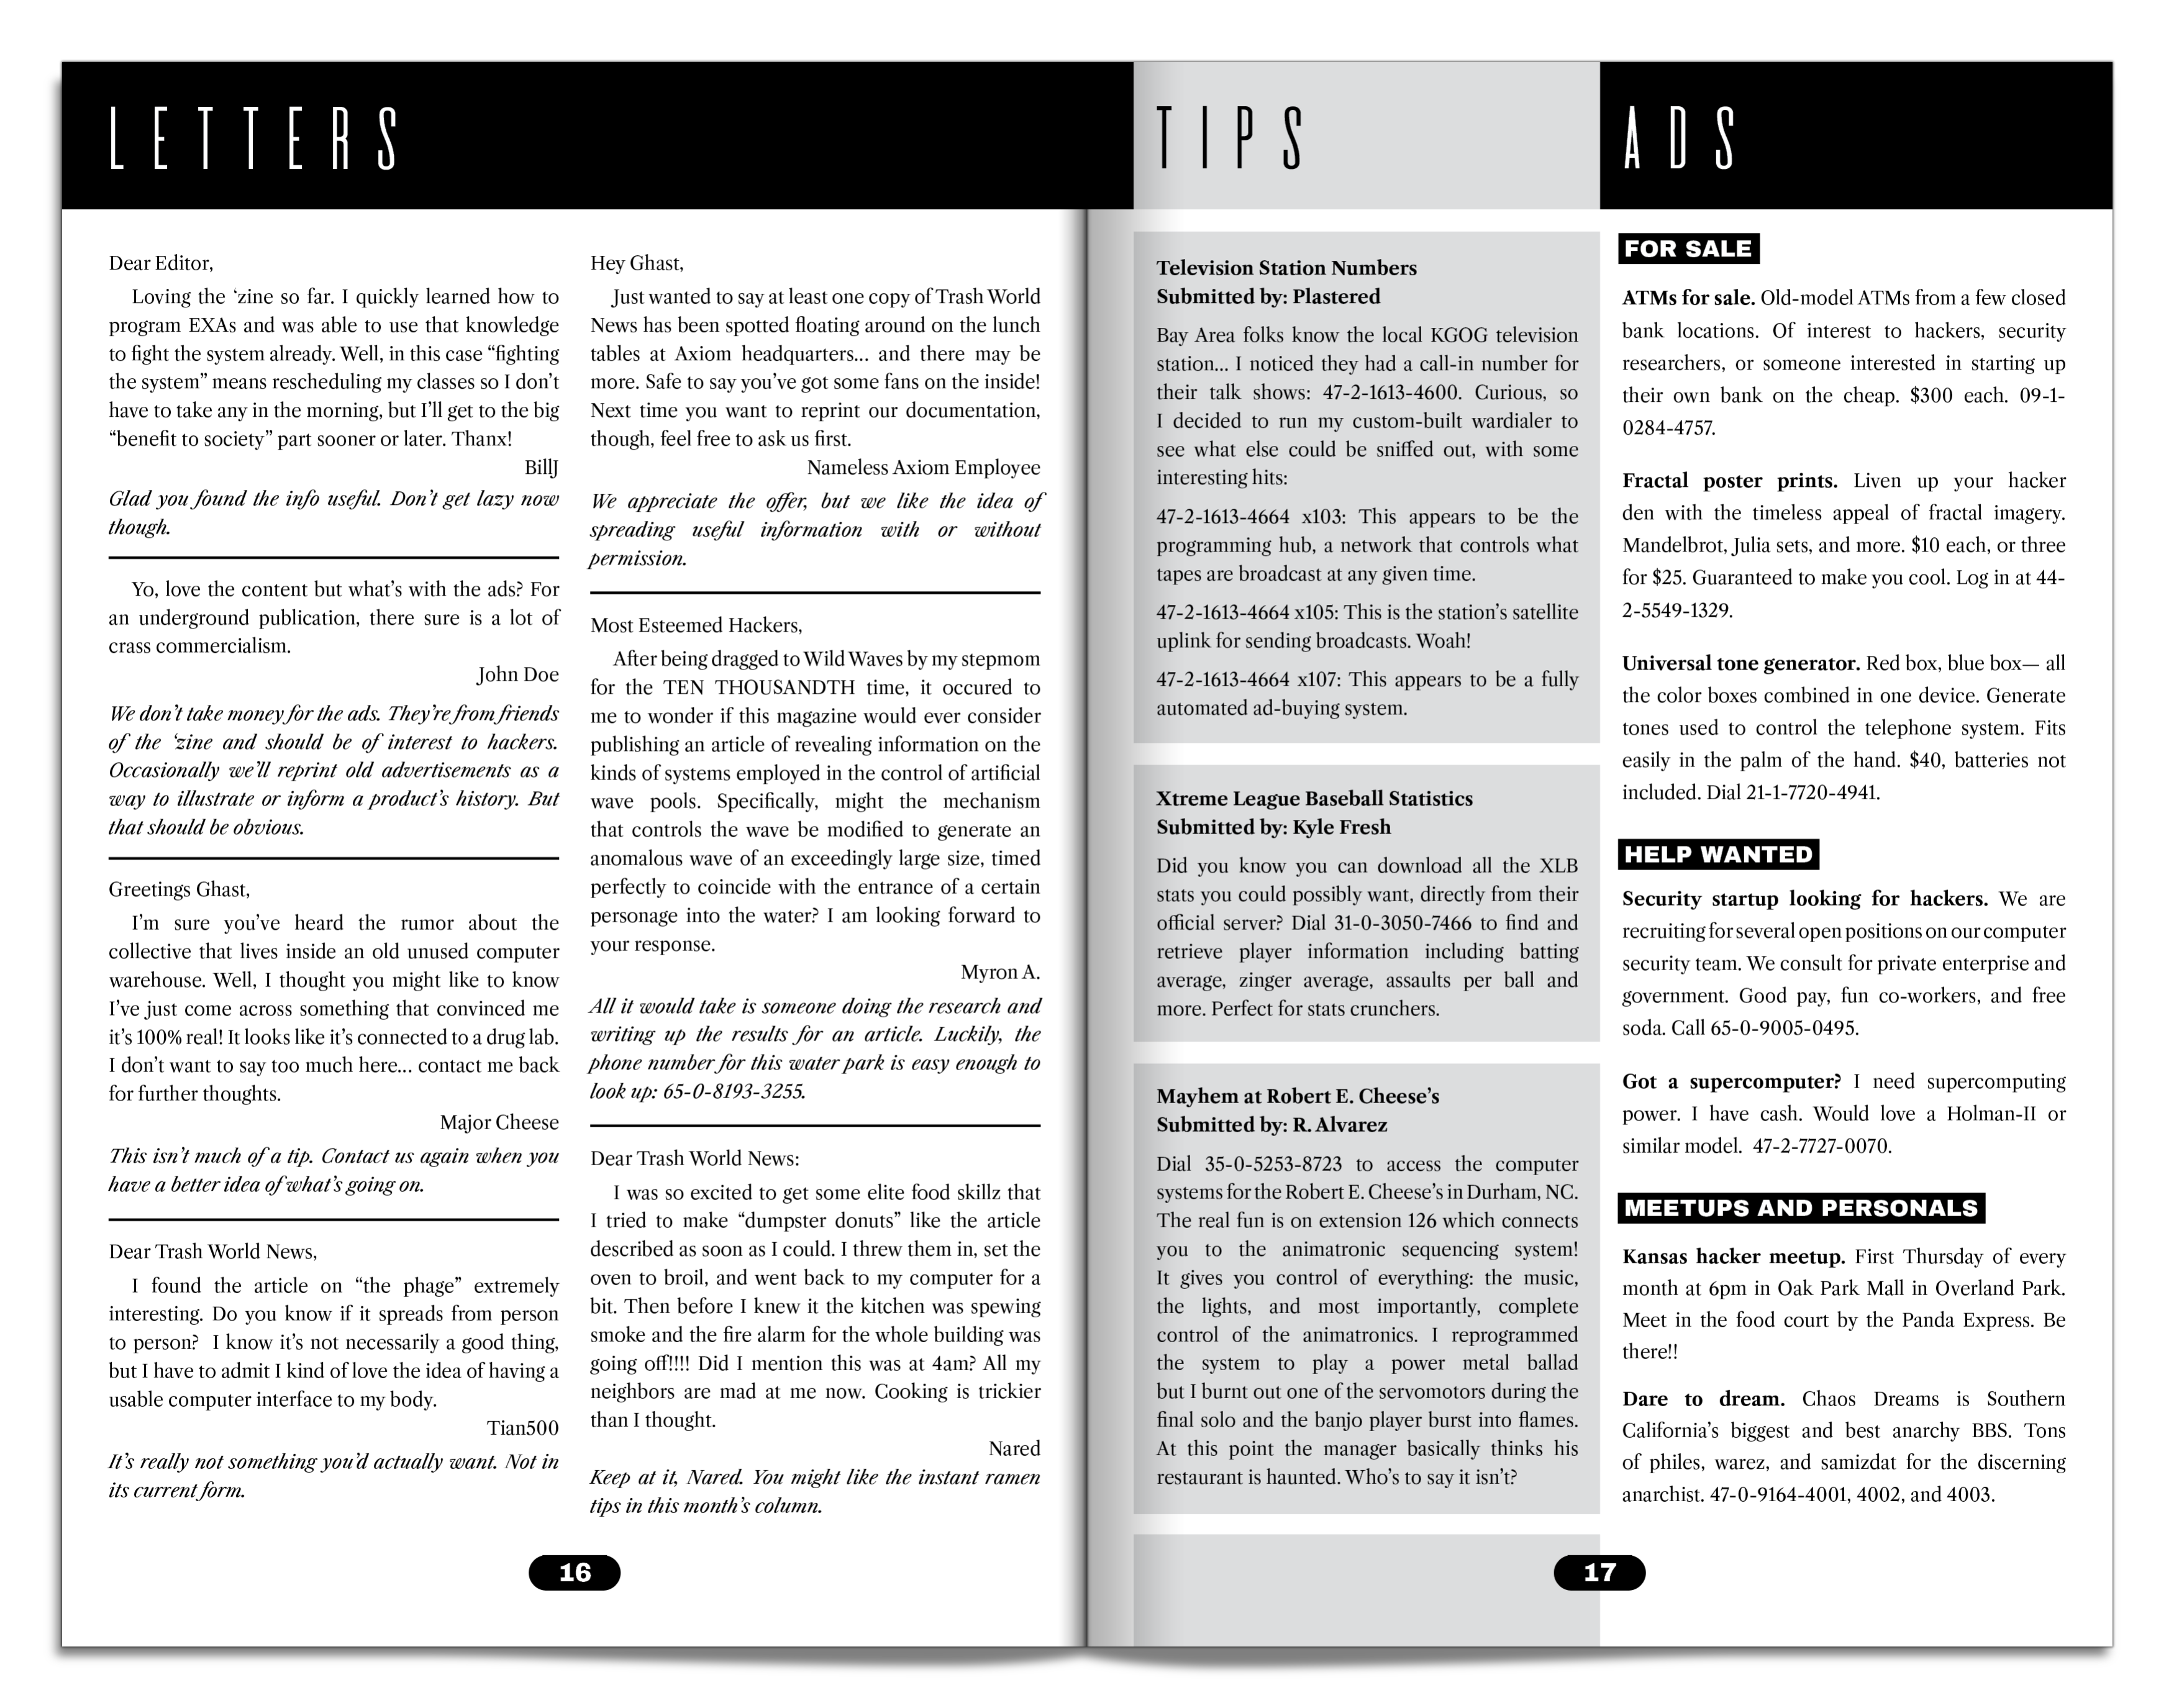 LETTERS
Dear Editor,
Loving the ‘zine so far. I quickly learned how to
program EXAs and was able to use that knowledge
to fight the system already. Well, in this case “fighting
the system” means rescheduling my classes so I don’t
have to take any in the morning, but I’ll get to the big
“benefit to society” part sooner or later. Thanx!
BillJ
Glad you found the info useful. Don’t get lazy now
though.
Yo, love the content but what’s with the ads? For
an underground publication, there sure is a lot of
crass commercialism.
John Doe
We don’t take money for the ads. They’re from friends
of the ‘zine and should be of interest to hackers.
Occasionally we’ll reprint old advertisements as a
way to illustrate or inform a product’s history. But
that should be obvious.
Greetings Ghast,
I’m sure you’ve heard the rumor about the
collective that lives inside an old unused computer
warehouse. Well, I thought you might like to know
I’ve just come across something that convinced me
it’s 100% real! It looks like it’s connected to a drug lab.
I don’t want to say too much here... contact me back
for further thoughts.
Major Cheese
This isn’t much of a tip. Contact us again when you
have a better idea of what’s going on.
Dear Trash World News,
I found the article on “the phage” extremely
interesting. Do you know if it spreads from person
to person?  I know it’s not necessarily a good thing,
but I have to admit I kind of love the idea of having a
usable computer interface to my body.
Tian500
It’s really not something you’d actually want. Not in
its current form.
Hey Ghast,
Just wanted to say at least one copy of Trash World
News has been spotted floating around on the lunch
tables at Axiom headquarters... and there may be
more. Safe to say you’ve got some fans on the inside!
Next time you want to reprint our documentation,
though, feel free to ask us first.
Nameless Axiom Employee
We appreciate the offer, but we like the idea of
spreading useful information with or without
permission.
Most Esteemed Hackers,
After being dragged to Wild Waves by my stepmom
for the TEN THOUSANDTH time, it occured to
me to wonder if this magazine would ever consider
publishing an article of revealing information on the
kinds of systems employed in the control of artificial
wave pools. Specifically, might the mechanism
that controls the wave be modified to generate an
anomalous wave of an exceedingly large size, timed
perfectly to coincide with the entrance of a certain
personage into the water? I am looking forward to
your response.
Myron A.
All it would take is someone doing the research and
writing up the results for an article. Luckily, the
phone number for this water park is easy enough to
look up: 65-0-8193-3255.
Dear Trash World News:
I was so excited to get some elite food skillz that
I tried to make “dumpster donuts” like the article
described as soon as I could. I threw them in, set the
oven to broil, and went back to my computer for a
bit. Then before I knew it the kitchen was spewing
smoke and the fire alarm for the whole building was
going off!!!! Did I mention this was at 4am? All my
neighbors are mad at me now. Cooking is trickier
than I thought.
Nared
Keep at it, Nared. You might like the instant ramen
tips in this month’s column.
16
TIPS
Television Station Numbers
Submitted by: Plastered
Bay Area folks know the local KGOG television
station... I noticed they had a call-in number for
their talk shows: 47-2-1613-4600. Curious, so
I decided to run my custom-built wardialer to
see what else could be sniffed out, with some
interesting hits:
47-2-1613-4664 x103: This appears to be the
programming hub, a network that controls what
tapes are broadcast at any given time.
47-2-1613-4664 x105: This is the station’s satellite
uplink for sending broadcasts. Woah!
47-2-1613-4664 x107: This appears to be a fully
automated ad-buying system.
Xtreme League Baseball Statistics
Submitted by: Kyle Fresh
Did you know you can download all the XLB
stats you could possibly want, directly from their
official server? Dial 31-0-3050-7466 to find and
retrieve player information including batting
average, zinger average, assaults per ball and
more. Perfect for stats crunchers.
Mayhem at Robert E. Cheese’s
Submitted by: R. Alvarez
Dial 35-0-5253-8723 to access the computer
systems for the Robert E. Cheese’s in Durham, NC.
The real fun is on extension 126 which connects
you to the animatronic sequencing system!
It gives you control of everything: the music,
the lights, and most importantly, complete
control of the animatronics. I reprogrammed
the system to play a power metal ballad
but I burnt out one of the servomotors during the
final solo and the banjo player burst into flames.
At this point the manager basically thinks his
restaurant is haunted. Who’s to say it isn’t?
ADS
FOR SALE
ATMs for sale. Old-model ATMs from a few closed
bank locations. Of interest to hackers, security
researchers, or someone interested in starting up
their own bank on the cheap. $300 each. 09-1-
0284-4757.
Fractal poster prints. Liven up your hacker
den with the timeless appeal of fractal imagery.
Mandelbrot, Julia sets, and more. $10 each, or three
for $25. Guaranteed to make you cool. Log in at 44-
2-5549-1329.
Universal tone generator. Red box, blue box— all
the color boxes combined in one device. Generate
tones used to control the telephone system. Fits
easily in the palm of the hand. $40, batteries not
included. Dial 21-1-7720-4941.
HELP WANTED
Security startup looking for hackers. We are
recruiting for several open positions on our computer
security team. We consult for private enterprise and
government. Good pay, fun co-workers, and free
soda. Call 65-0-9005-0495.
Got a supercomputer? I need supercomputing
power. I have cash. Would love a Holman-II or
similar model.  47-2-7727-0070.
MEETUPS AND PERSONALS
Kansas hacker meetup. First Thursday of every
month at 6pm in Oak Park Mall in Overland Park.
Meet in the food court by the Panda Express. Be
there!!
Dare to dream. Chaos Dreams is Southern
California’s biggest and best anarchy BBS. Tons
of philes, warez, and samizdat for the discerning
anarchist. 47-0-9164-4001, 4002, and 4003.
17